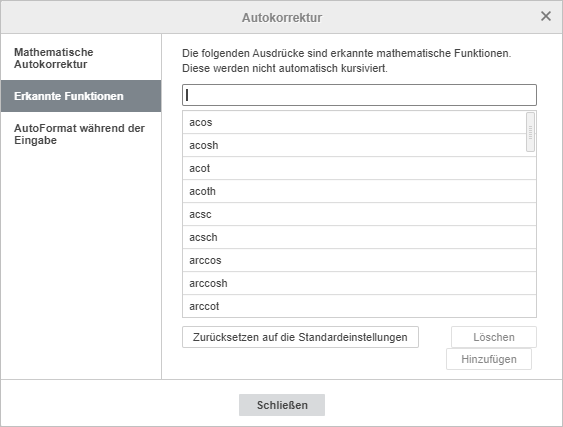 Autokorrektur
Mathematische
Autokorrektur
Erkannte Funktionen
AutoFormat während der
Eingabe
Die folgenden Ausdrücke sind erkannte mathematische Funktionen.
Diese werden nicht automatisch kursiviert.
acos
acosh
acot
acoth
acsc
acsch
arccos
arccosh
arccot
Zurücksetzen auf die Standardeinstellungen
Löschen
Hinzufügen
Schließen